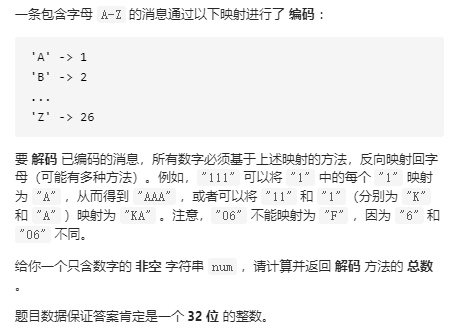 一条包含字母 A-Z 的消息通过以下映射进行了 编码：
'A' -> 1
'B' -> 2
...
'Z' -> 26
要 解码 已编码的消息，所有数字必须基于上述映射的方法，反向映射回字
母（可能有多种方法）。例如，"111" 可以将 "1" 中的每个 "1" 映射
为 "A" ，从而得到 "AAA" ，或者可以将 "11" 和 "1" （分别为 "K"
和 "A" ）映射为 "KA" 。注意，"06" 不能映射为 "F" ，因为 "6" 和
"06" 不同。
给你一个只含数字的 非空 字符串 num ，请计算并返回 解码 方法的 总数
。
题目数据保证答案肯定是一个 32 位 的整数。